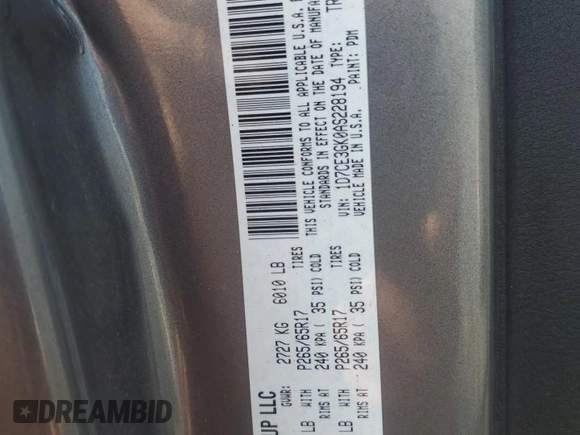 UP LLC
GVWR: 2727 KG 6010 LB
LB WITH P265/65R17 TIRES
RIMS AT 240 KPA ( 35 PSI) COLD
LB WITH P265/65R17 TIRES
RIMS AT 240 KPA ( 35 PSI) COLD
THIS VEHICLE CONFORMS TO ALL APPLICABLE U.S.A.
STANDARDS IN EFFECT ON THE DATE OF MANUFA
VIN: 1D7CE3GK0AS228194 TYPE: TR
VEHICLE MADE IN U.S.A. PAINT: PDM
DREAMBID